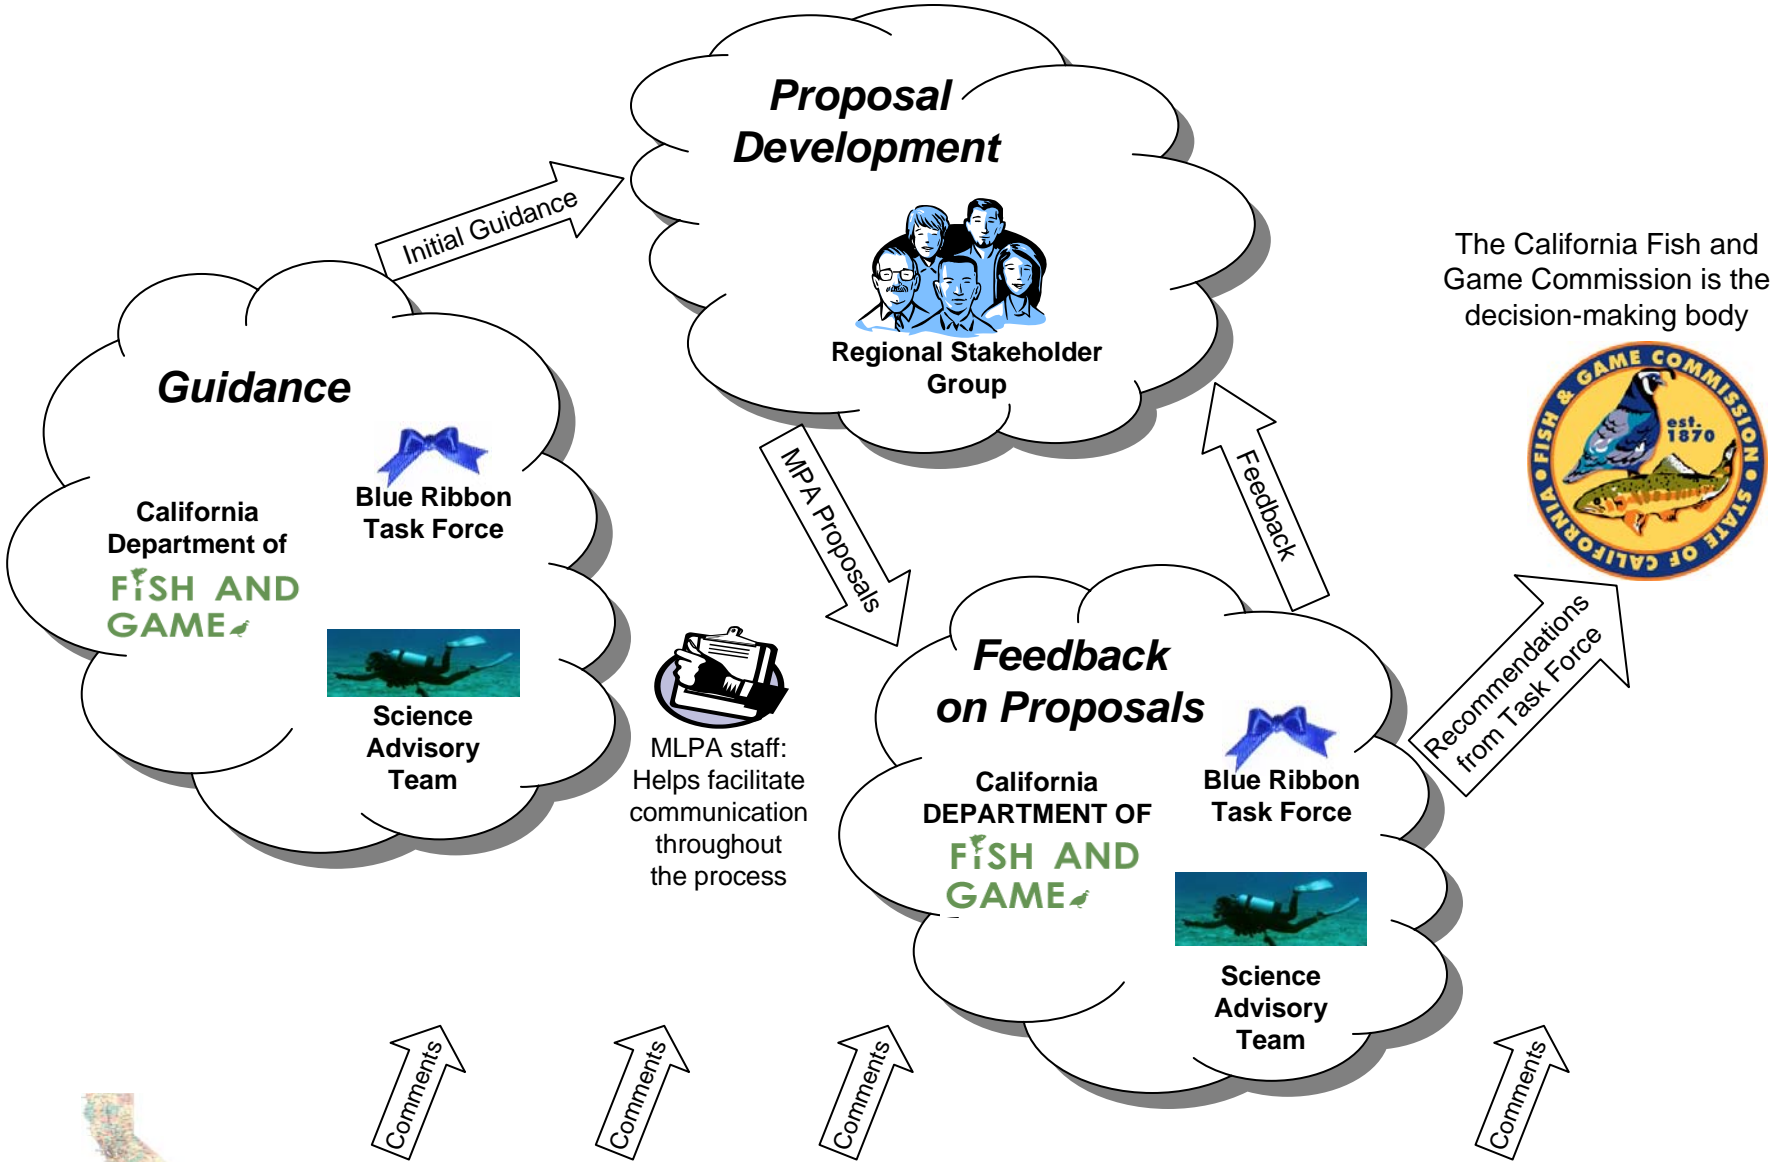 Proposal
Development
Regional Stakeholder
Group
Initial Guidance
Guidance
California
Department of
FISH AND
GAME
Blue Ribbon
Task Force
Science
Advisory
Team
MPA Proposals
Feedback
MLPA staff:
Helps facilitate
communication
throughout
the process
Feedback
on Proposals
California
DEPARTMENT OF
FISH AND
GAME
Blue Ribbon
Task Force
Science
Advisory
Team
Recommendations
from Task Force
The California Fish and
Game Commission is the
decision-making body
FISH & GAME COMMISSION
STATE OF CALIFORNIA
est.
1870
Comments
Comments
Comments
Comments